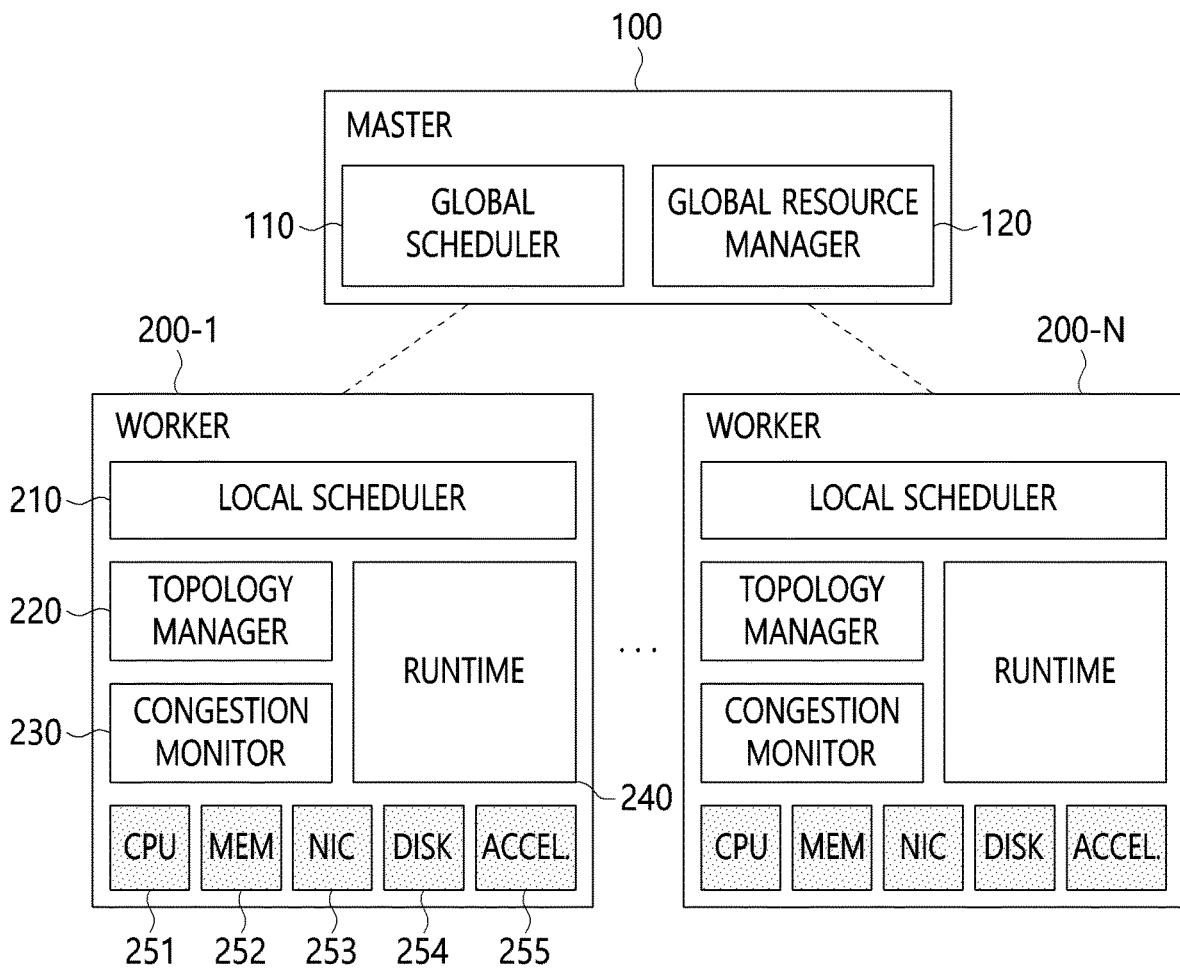 100
MASTER
GLOBAL SCHEDULER
GLOBAL RESOURCE MANAGER
110
120
200-1
200-N
WORKER
LOCAL SCHEDULER
210
TOPOLOGY MANAGER
220
RUNTIME
CONGESTION MONITOR
230
240
CPU
MEM
NIC
DISK
ACCEL.
251
252
253
254
255
...
WORKER
LOCAL SCHEDULER
TOPOLOGY MANAGER
RUNTIME
CONGESTION MONITOR
CPU
MEM
NIC
DISK
ACCEL.